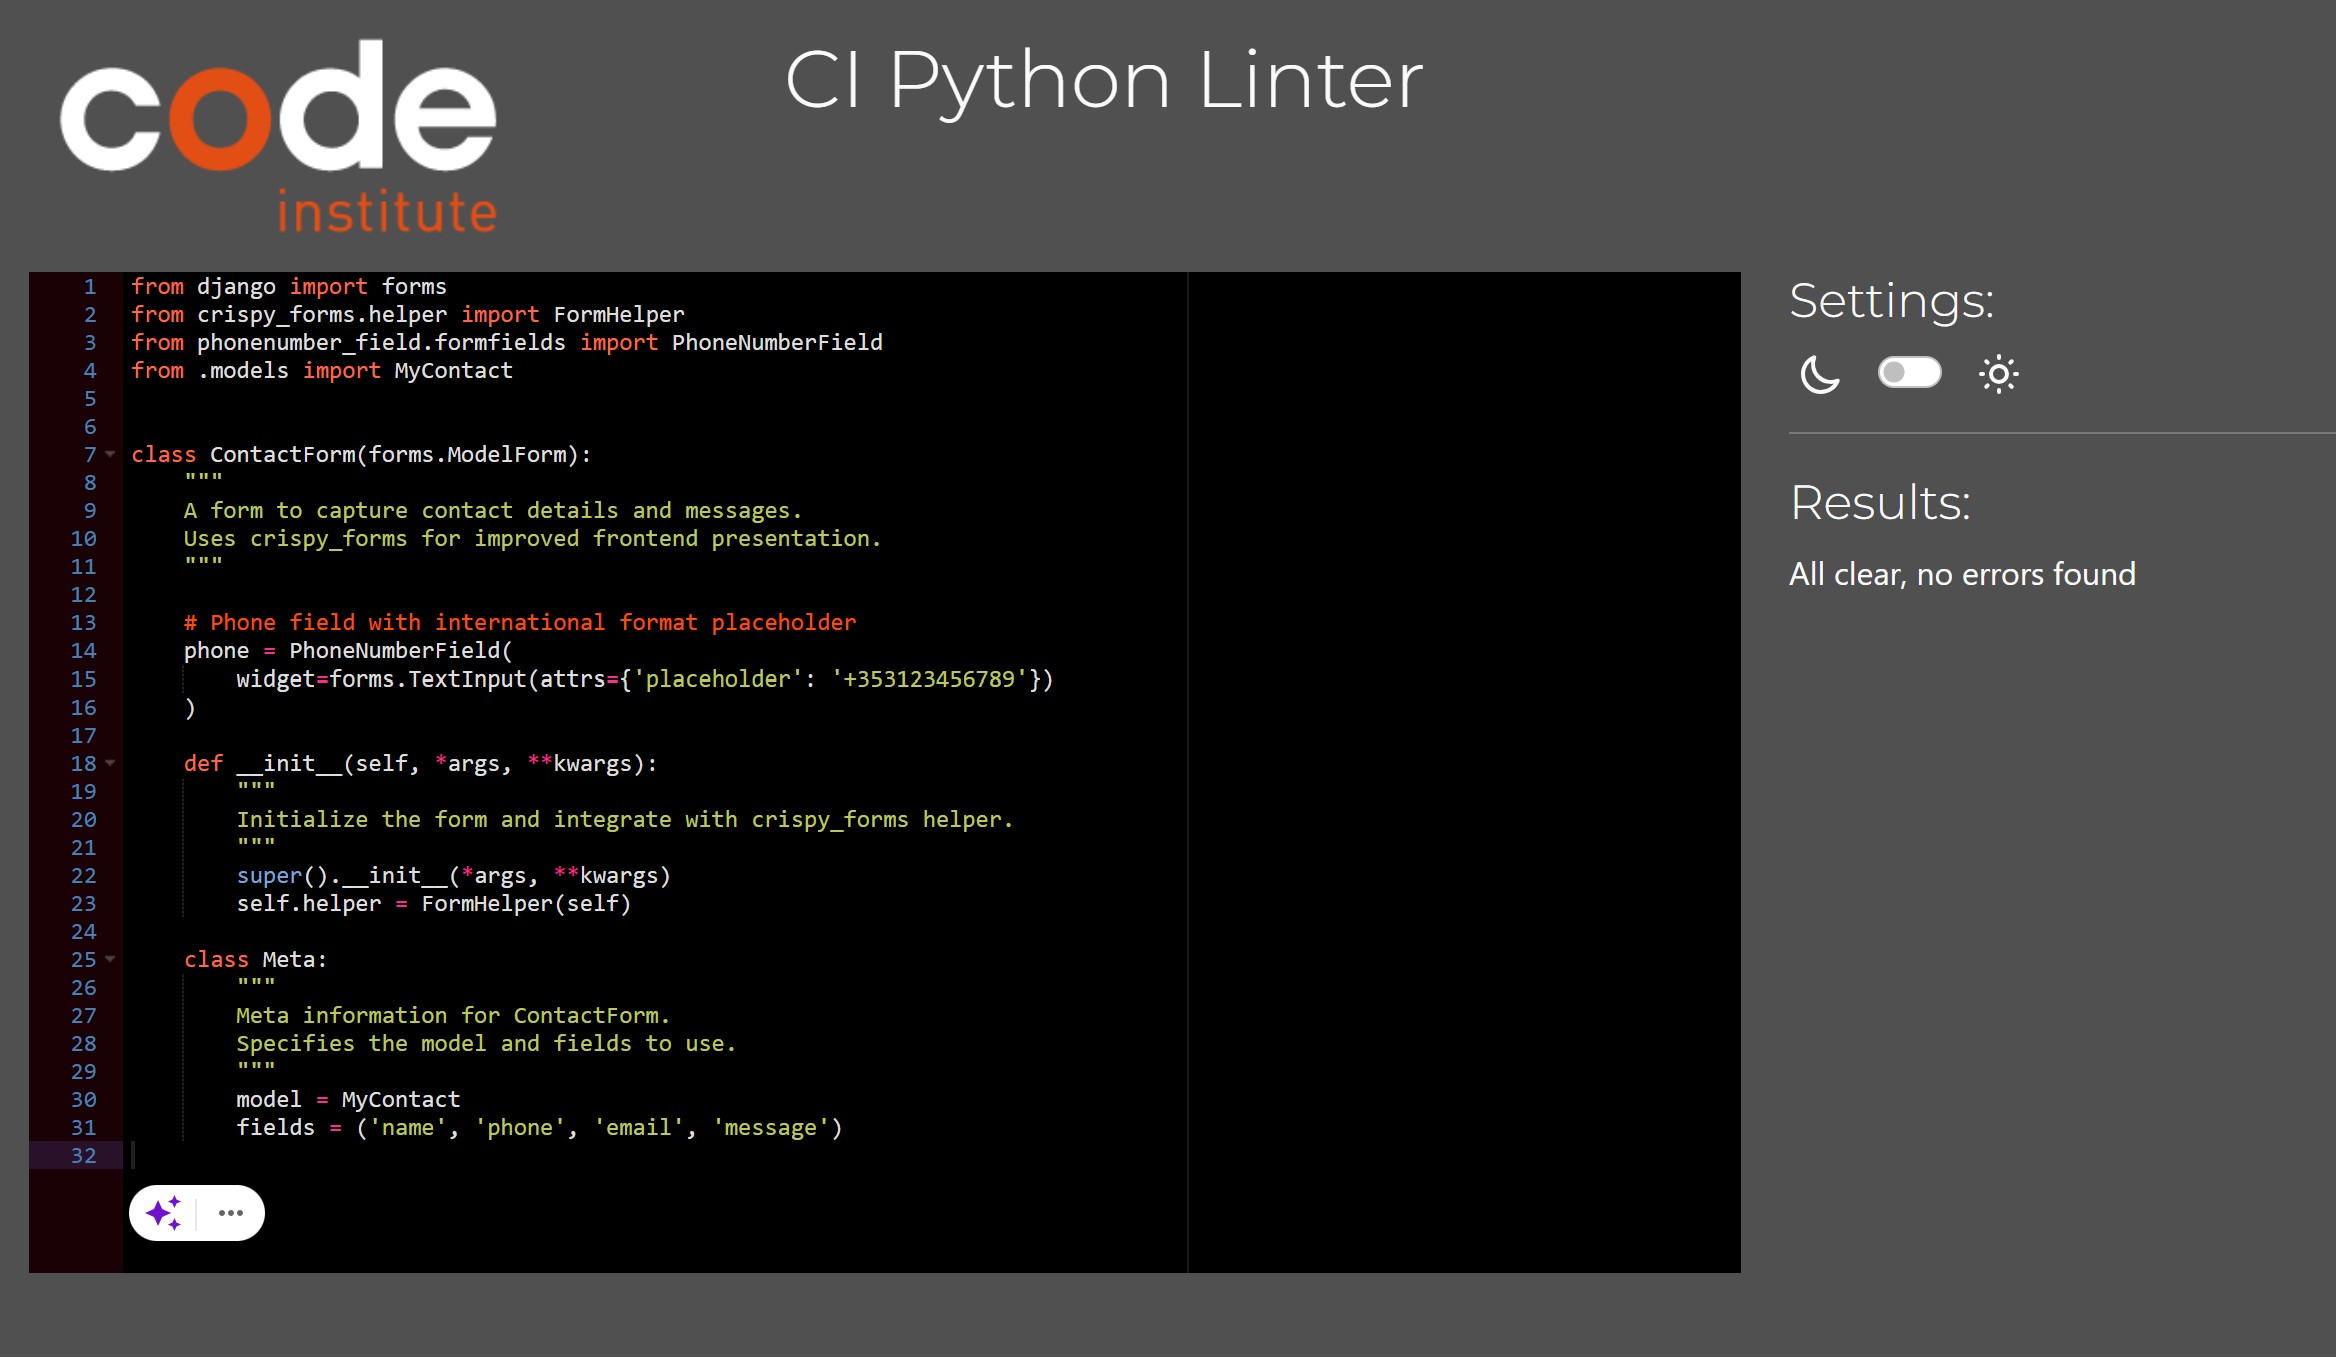 code
institute
CI Python Linter
1 from django import forms
2 from crispy_forms.helper import FormHelper
3 from phonenumber_field.formfields import PhoneNumberField
4 from .models import MyContact
5
6
7 class ContactForm(forms.ModelForm):
8     """
9     A form to capture contact details and messages.
10     Uses crispy_forms for improved frontend presentation.
11     """
12
13     # Phone field with international format placeholder
14     phone = PhoneNumberField(
15         widget=forms.TextInput(attrs={'placeholder': '+353123456789'})
16     )
17
18     def __init__(self, *args, **kwargs):
19         """
20         Initialize the form and integrate with crispy_forms helper.
21         """
22         super().__init__(*args, **kwargs)
23         self.helper = FormHelper(self)
24
25     class Meta:
26         """
27         Meta information for ContactForm.
28         Specifies the model and fields to use.
29         """
30         model = MyContact
31         fields = ('name', 'phone', 'email', 'message')
32
Settings:
Results:
All clear, no errors found